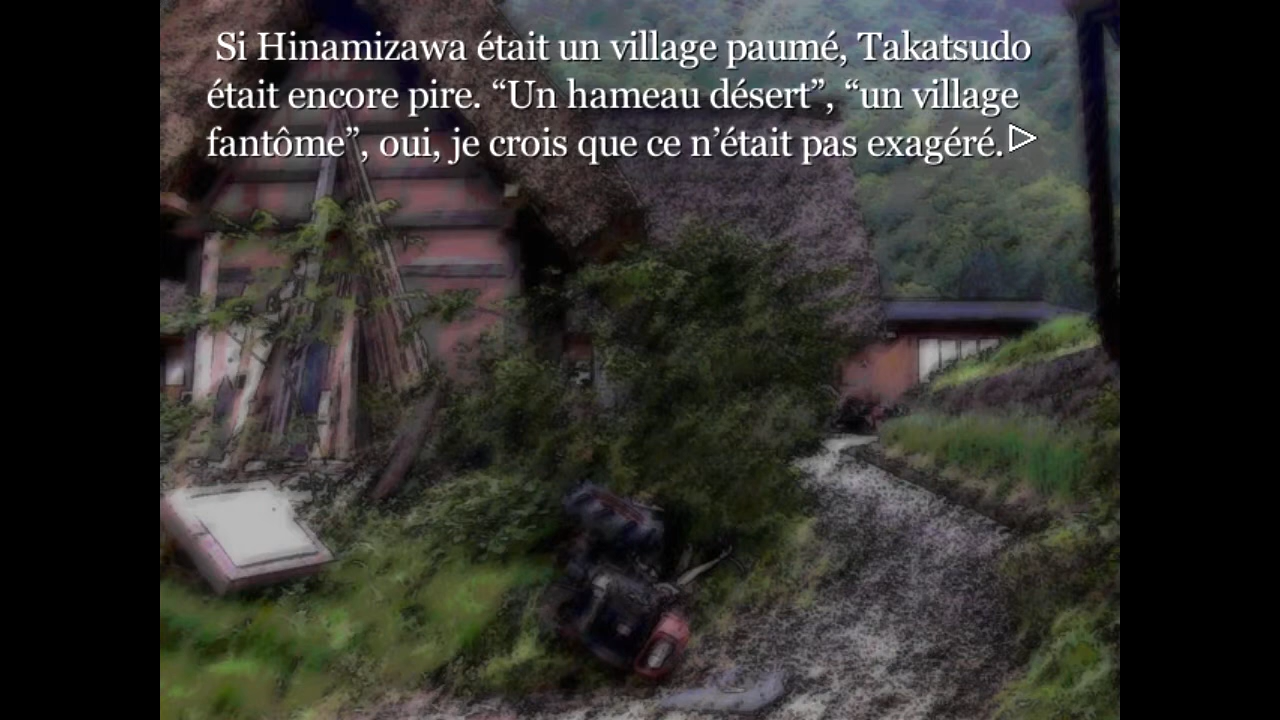 Si Hinamizawa était un village paumé, Takatsudo
était encore pire. “Un hameau désert”, “un village
fantôme”, oui, je crois que ce n’était pas exagéré.